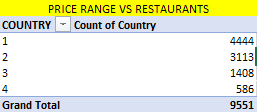 PRICE RANGE VS RESTAURANTS
COUNTRY Count of Country
1 4444
2 3113
3 1408
4 586
Grand Total 9551